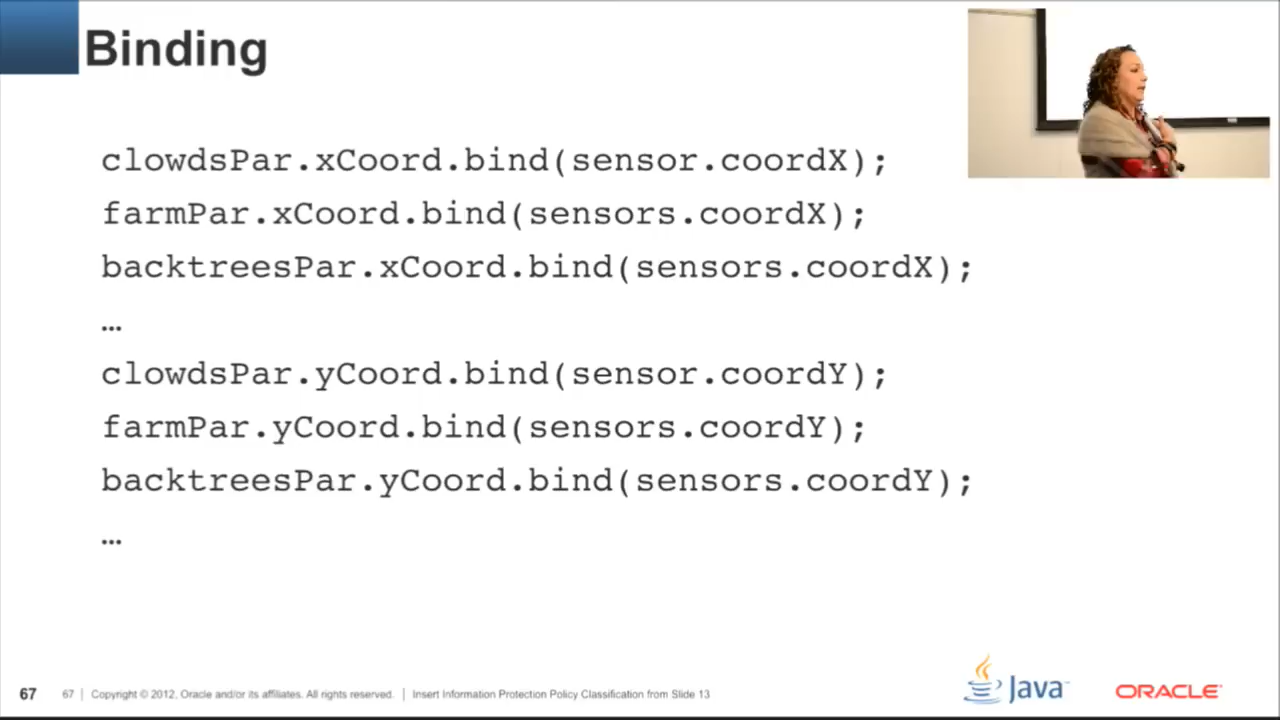 Binding
clowdsPar.xCoord.bind(sensor.coordX);
farmPar.xCoord.bind(sensors.coordX);
backtreesPar.xCoord.bind(sensors.coordX);
…
clowdsPar.yCoord.bind(sensor.coordY);
farmPar.yCoord.bind(sensors.coordY);
backtreesPar.yCoord.bind(sensors.coordY);
…
67 67 | Copyright © 2012, Oracle and/or its affiliates. All rights reserved. | Insert Information Protection Policy Classification from Slide 13
Java™ ORACLE®